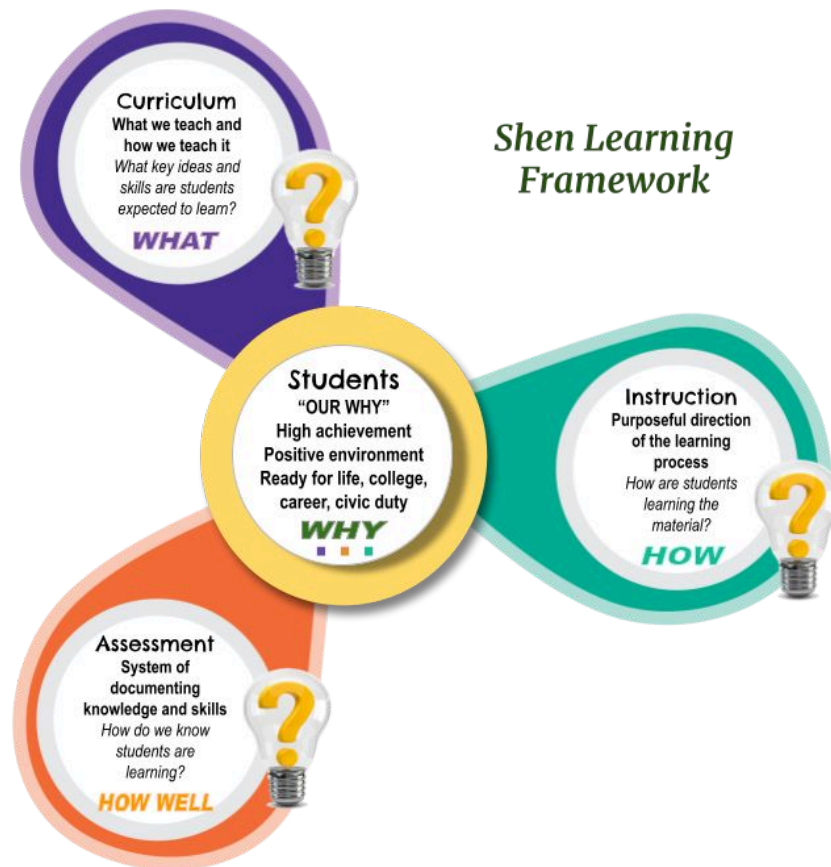 Shen Learning
Framework
Curriculum
What we teach and
how we teach it
What key ideas and
skills are students
expected to learn?
WHAT
?
Students
“OUR WHY”
High achievement
Positive environment
Ready for life, college,
career, civic duty
WHY
Instruction
Purposeful direction
of the learning
process
How are students
learning the
material?
HOW
?
Assessment
System of
documenting
knowledge and skills
How do we know
students are
learning?
HOW WELL
?